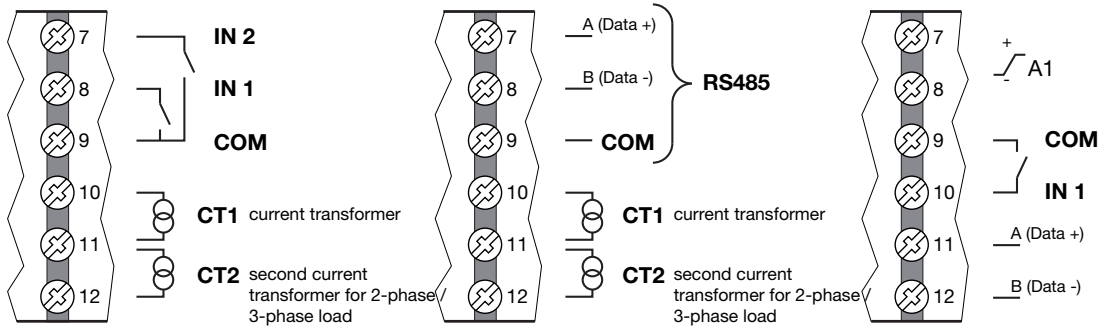 7
IN 2
8
IN 1
9
COM
10
CT1 current transformer
11
CT2 second current
transformer for 2-phase /
12
3-phase load
7
A (Data +)
8
B (Data -)
RS485
9
COM
10
CT1 current transformer
11
CT2 second current
transformer for 2-phase /
12
3-phase load
7
+
- A1
8
9
COM
10
IN 1
11
A (Data +)
12
B (Data -)